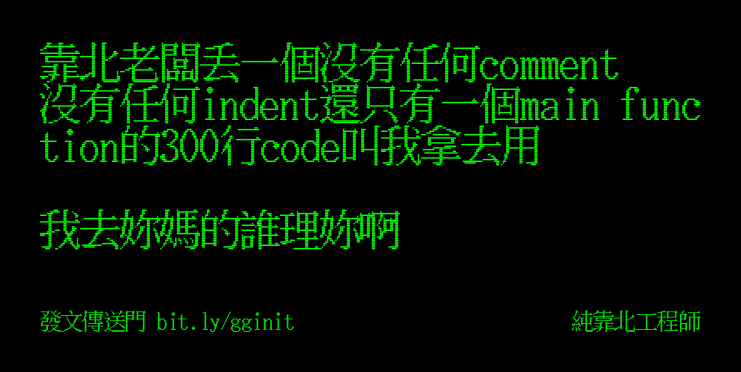 靠北老闆丟一個沒有任何comment
沒有任何indent還只有一個main func
tion的300行code叫我拿去用
我去妳媽的誰理妳啊
發文傳送門 bit.ly/gginit
純靠北工程師